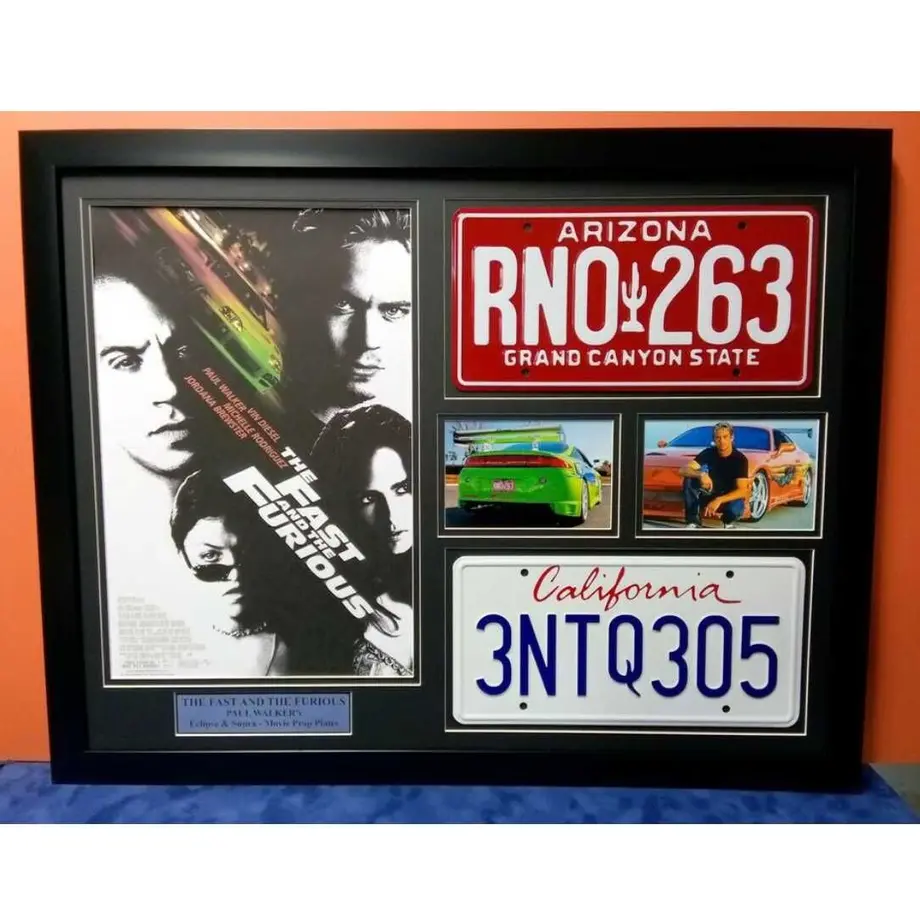 PAUL WALKER VIN DIESEL
MICHELLE RODRIGUEZ
JORDANA BREWSTER
THE
FAST
AND THE
FURIOUS
THE FAST AND THE FURIOUS
PAUL WALKER's
Eclipse & Supra - Movie Prop Plates
ARIZONA
RNO 263
GRAND CANYON STATE
California
3NTQ305